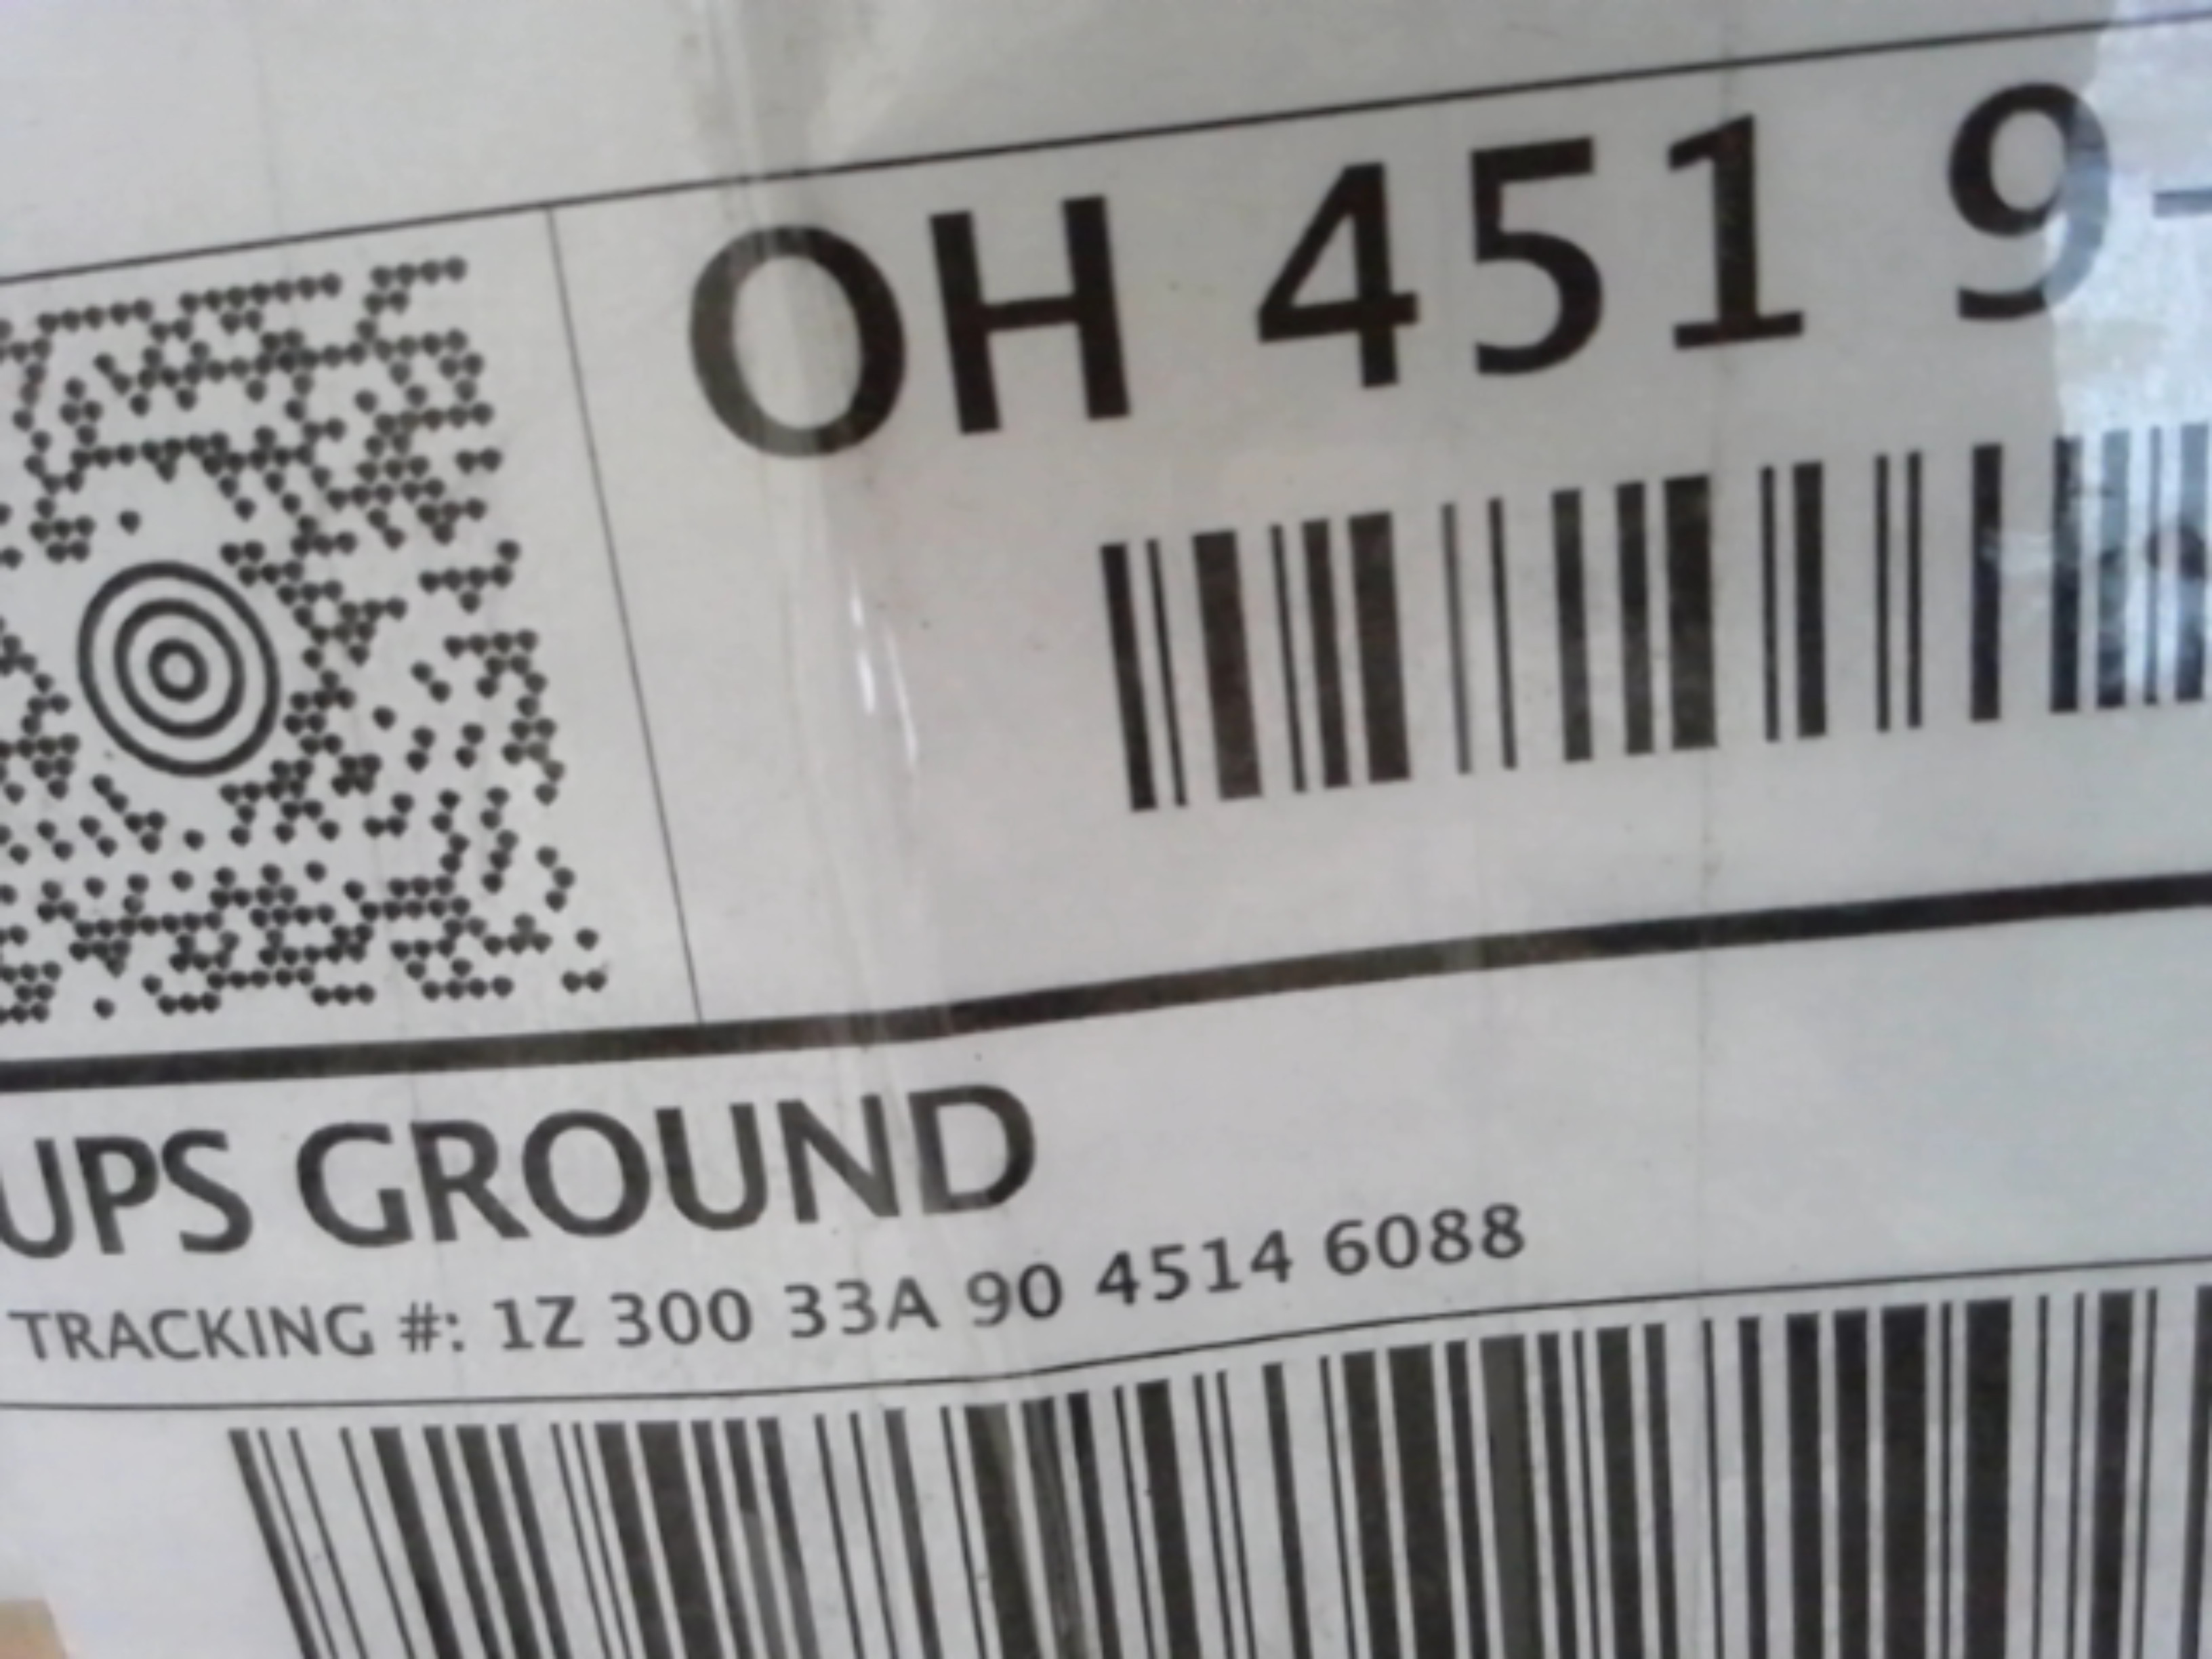 OH 451 9-
UPS GROUND
TRACKING #: 1Z 300 33A 90 4514 6088